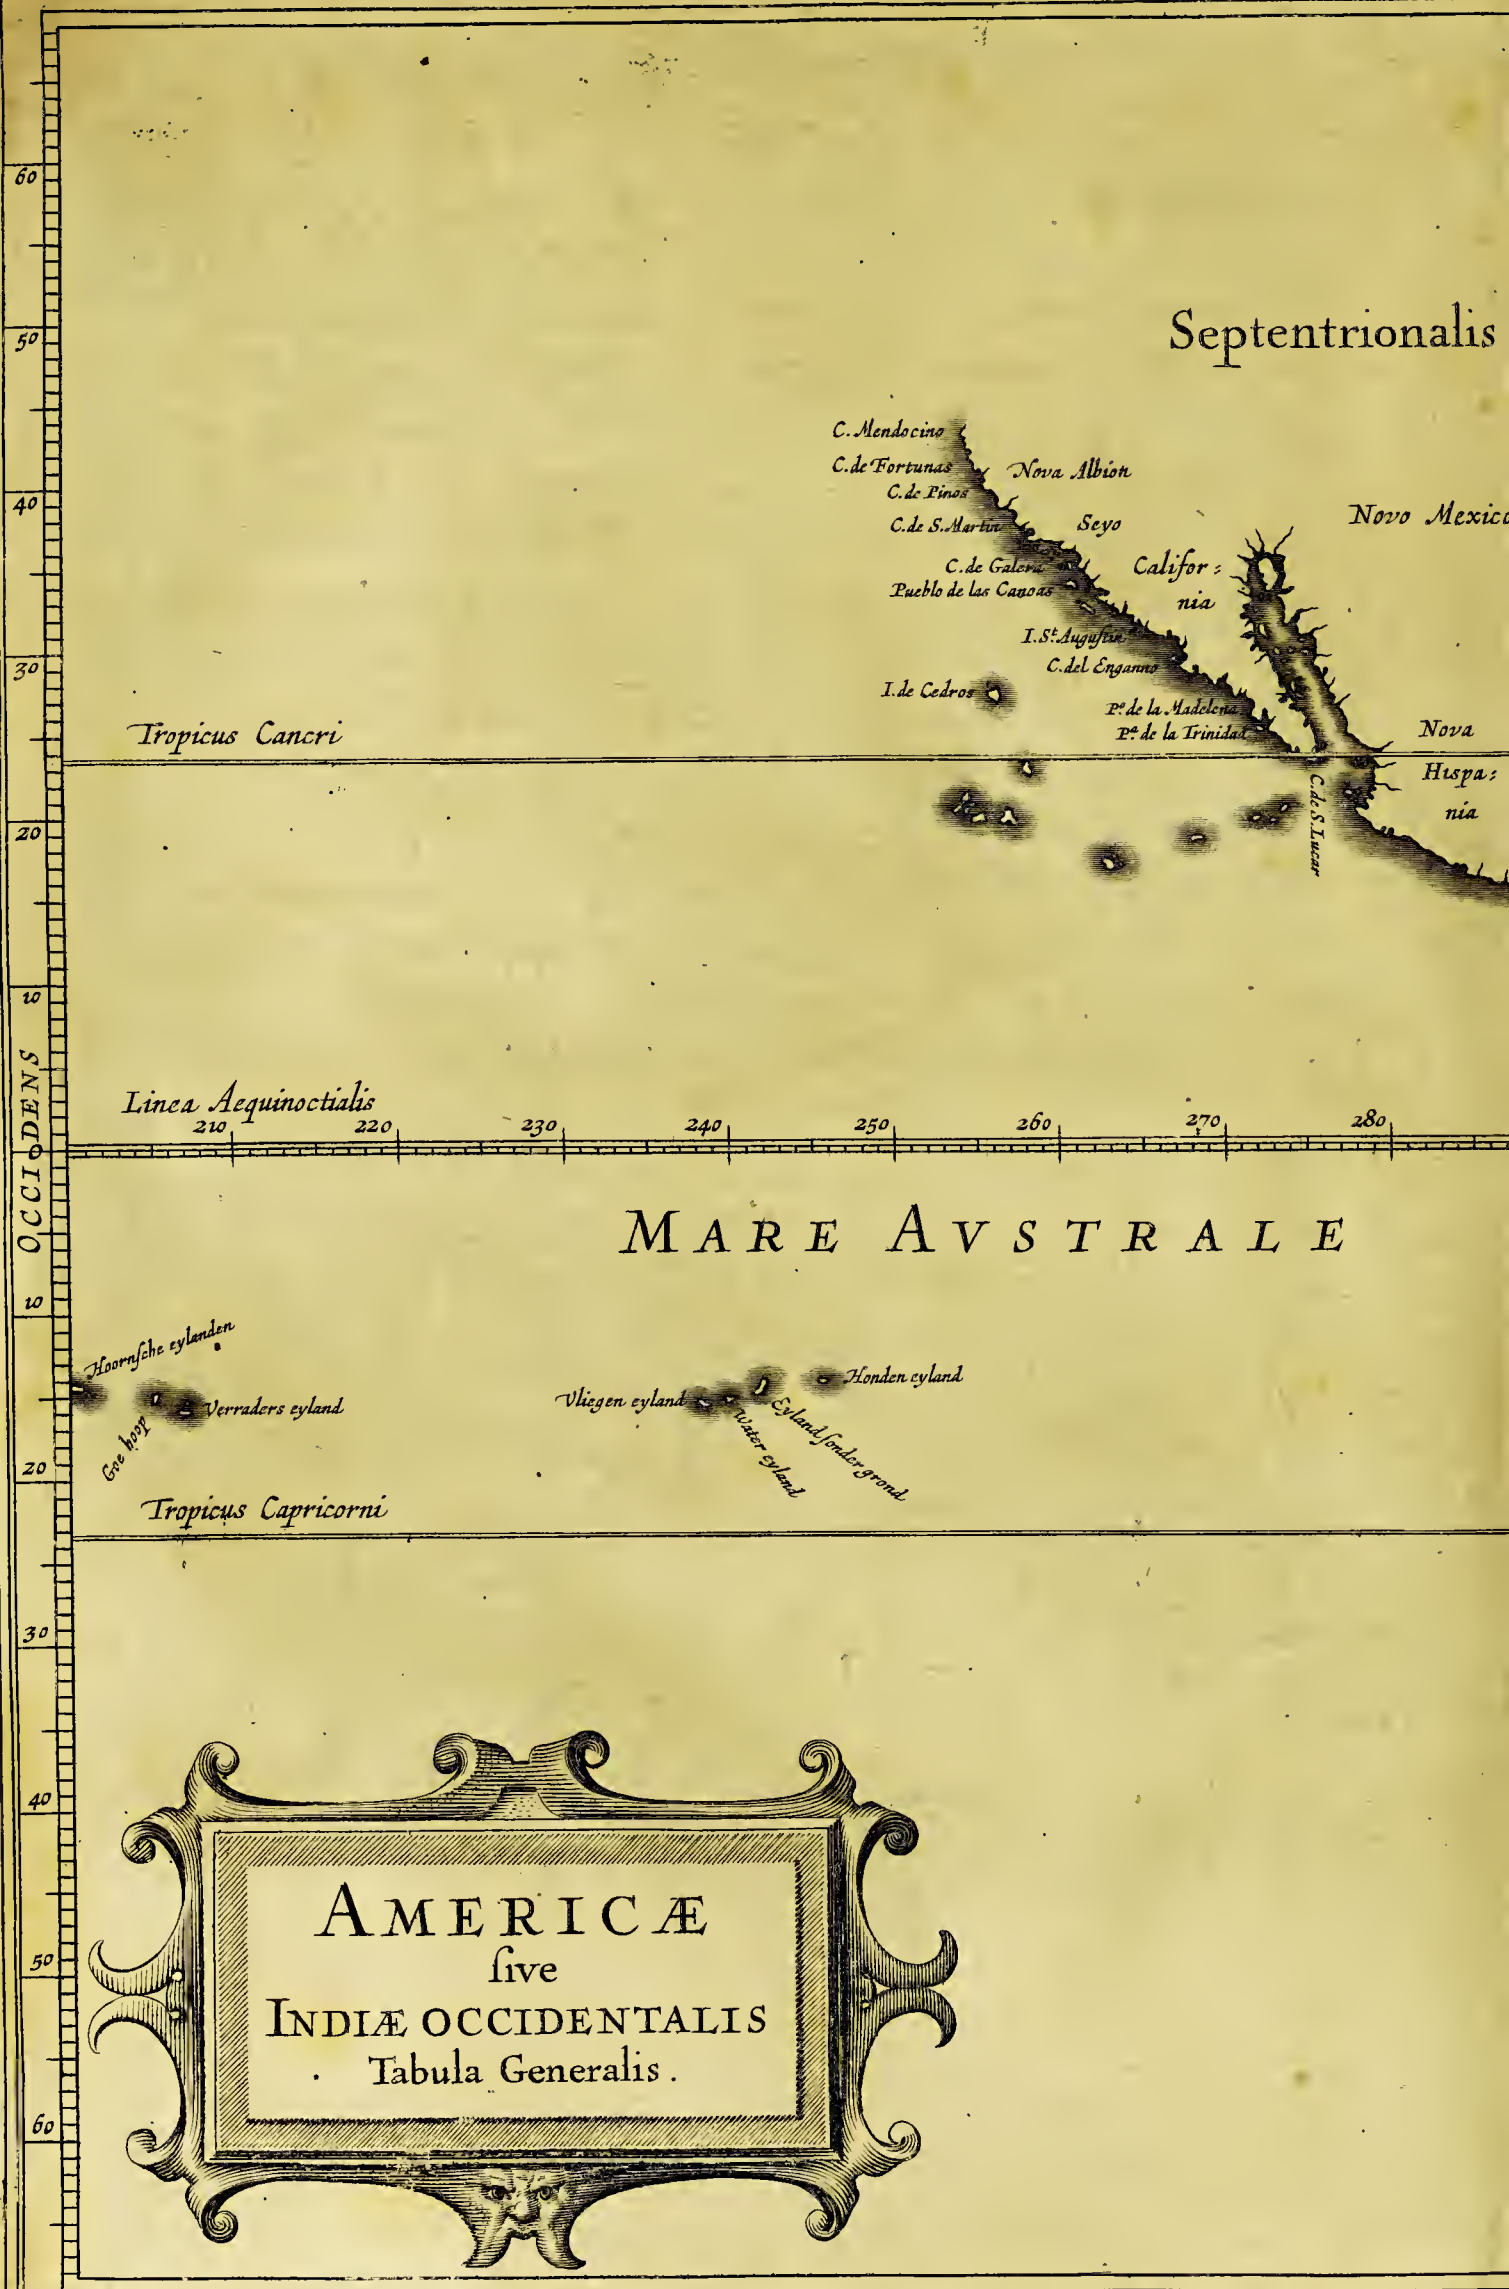 60
50
Septentrionalis
C. Mendocino
C. de Fortunas
Nova Albion
C. de Pinos
40
Novo Mexico
C. de S. Martin
Seyo
C. de Galera
Califor :
Pueblo de las Canoas
nia
I. St. Augustin
30
C. del Enganno
I. de Cedros
Po. de la Madelena
Tropicus Cancri
Pa. de la Trinidad
Nova
Hispa :
nia
C. de S. Lucar
20
10
OCCIDENS
Linea Aequinoctialis
210 220 230 240 250 260 270 280
0
MARE AVSTRALE
10
Hoornſche eylanden
Honden eyland
Vliegen eyland
Verraders eyland
Goe hoop
Water eyland
Eyland ſonder grond
20
Tropicus Capricorni
30
40
AMERICÆ
ſive
50
INDIÆ OCCIDENTALIS
Tabula Generalis .
60